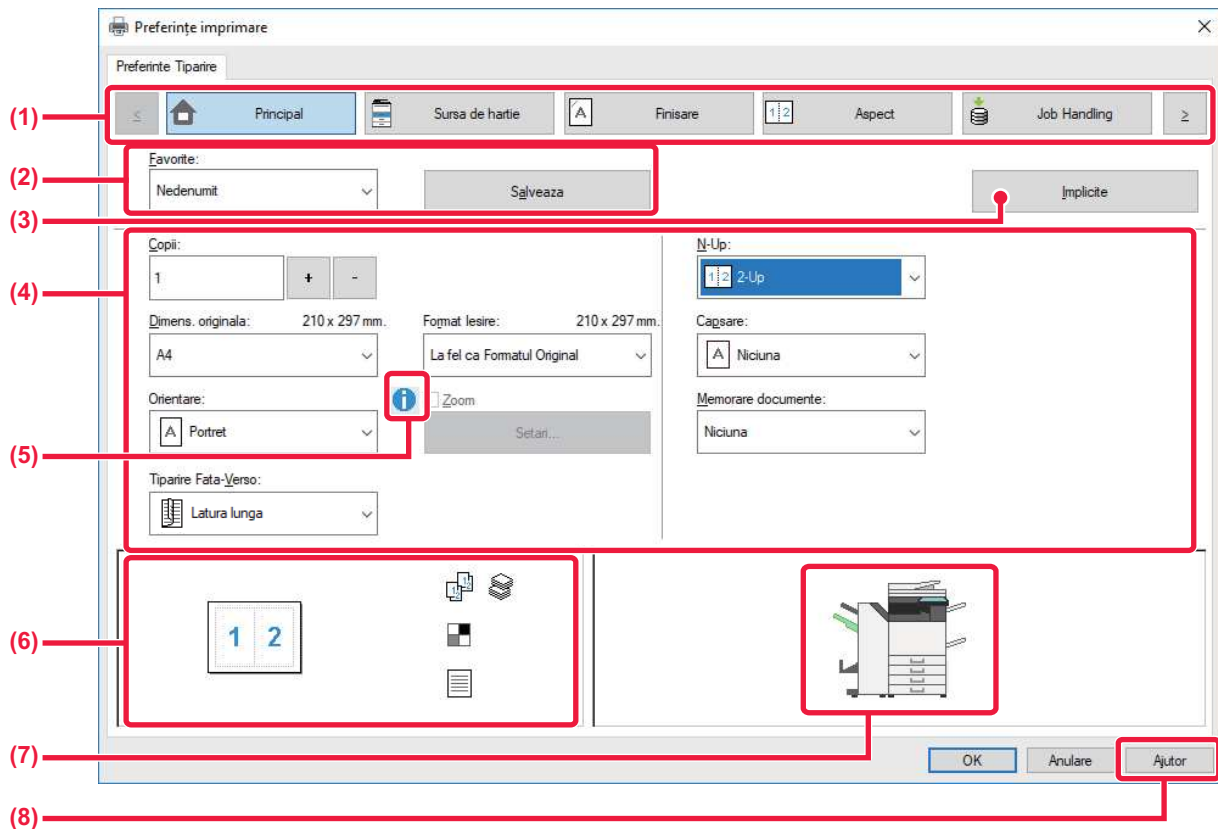 Preferințe imprimare
Preferinte Tiparire
(1)
< Principal Sursa de hartie A Finisare 1 2 Aspect Job Handling >
Favorite:
(2)
Nedenumit Salveaza Implicite
(3)
Copii: N-Up:
1 + - 1 2 2-Up
(4)
Dimens. originala: 210 x 297 mm. Format Iesire: 210 x 297 mm. Capsare:
A4 La fel ca Formatul Original A Niciuna
Orientare: i Zoom Memorare documente:
A Portret Setari... Niciuna
(5)
Tiparire Fata-Verso:
Latura lunga
1 2
(6)
(7)
OK Anulare Ajutor
(8)